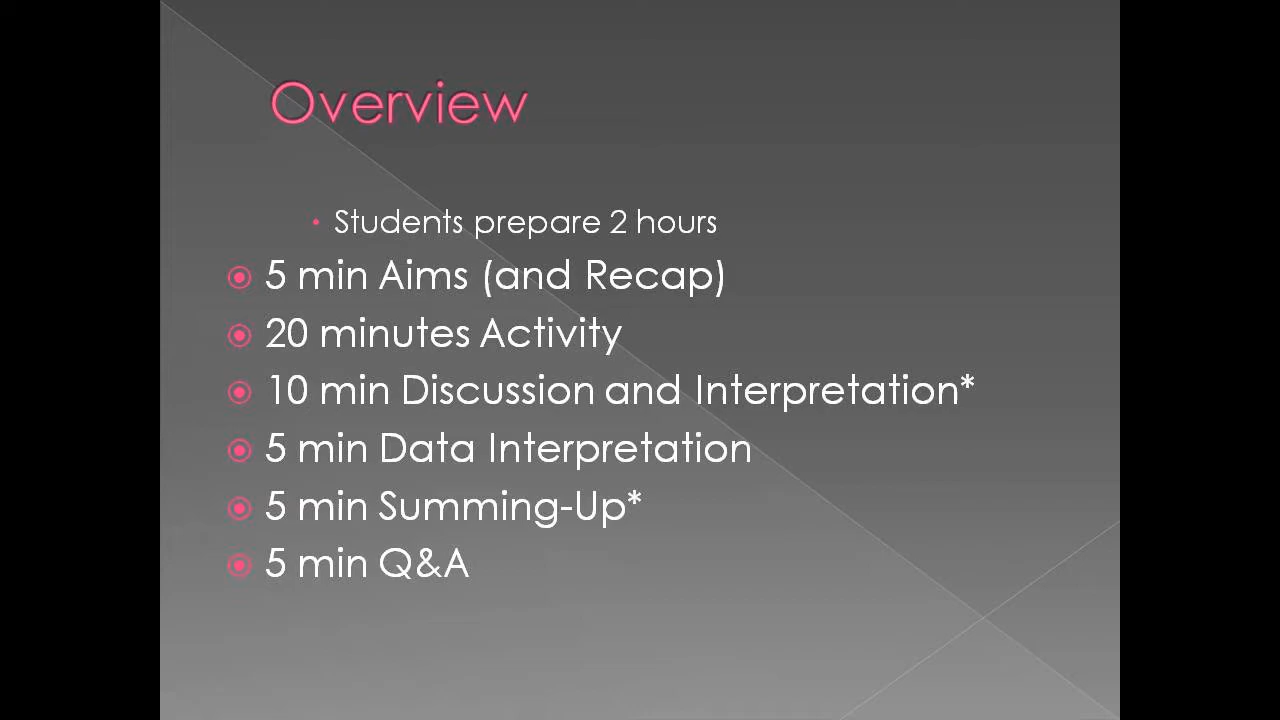 Overview
Students prepare 2 hours
5 min Aims (and Recap)
20 minutes Activity
10 min Discussion and Interpretation*
5 min Data Interpretation
5 min Summing-Up*
5 min Q&A